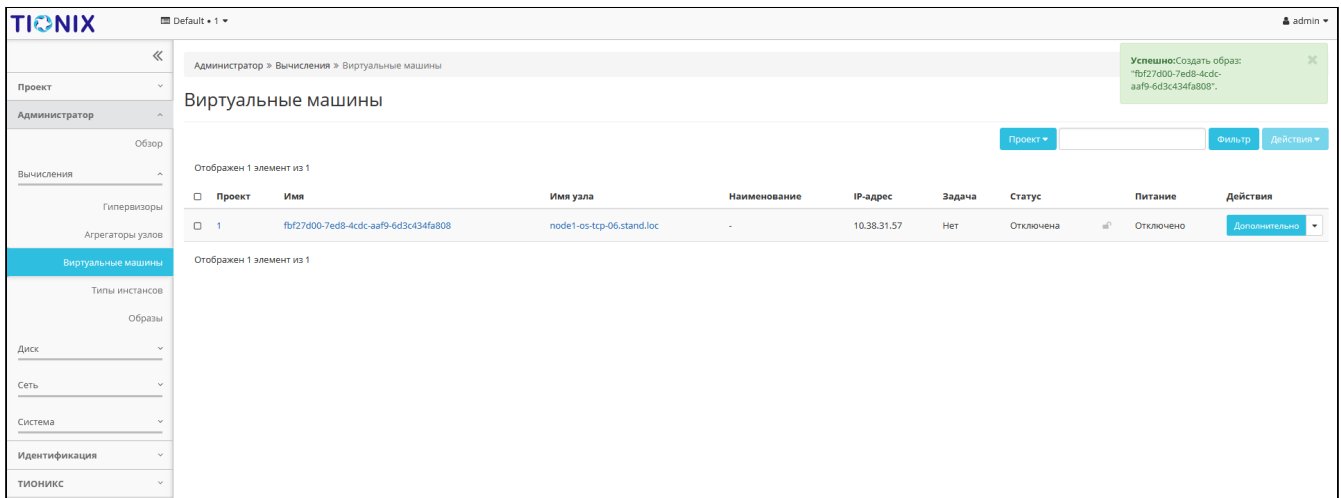 TIONIX
Default • 1
admin
Администратор » Вычисления » Виртуальные машины
Успешно:Создать образ:
"fbf27d00-7ed8-4cdc-
aaf9-6d3c434fa808".
Проект
Администратор
Обзор
Вычисления
Гипервизоры
Агрегаторы узлов
Виртуальные машины
Типы инстансов
Образы
Диск
Сеть
Система
Идентификация
ТИОНИКС
Виртуальные машины
Проект Фильтр Действия
Отображен 1 элемент из 1
Проект Имя Имя узла Наименование IP-адрес Задача Статус Питание Действия
1 fbf27d00-7ed8-4cdc-aaf9-6d3c434fa808 node1-os-tcp-06.stand.loc - 10.38.31.57 Нет Отключена Отключено Дополнительно
Отображен 1 элемент из 1